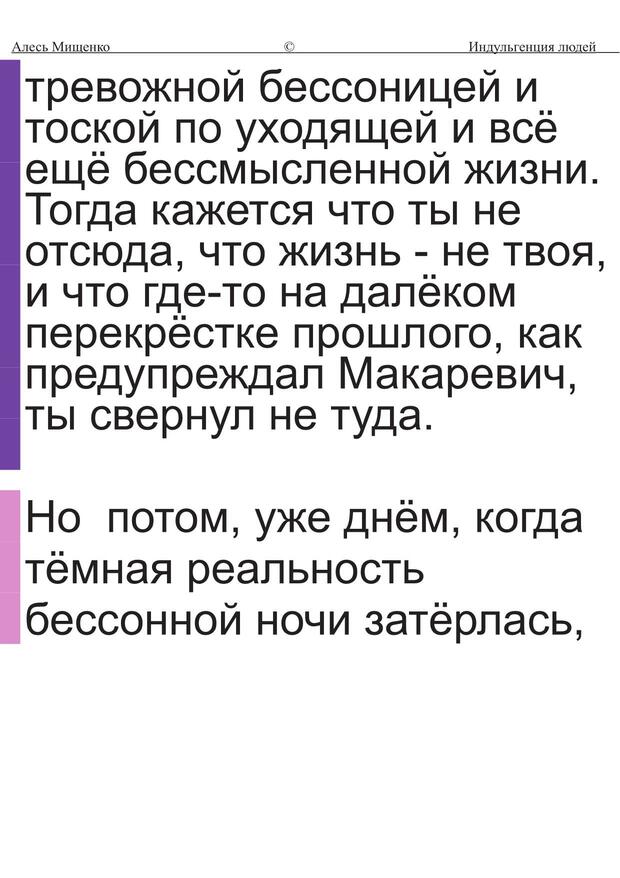 Алесь Мищенко © Индульгенция людей
тревожной бессоницей и
тоской по уходящей и всё
ещё бессмысленной жизни.
Тогда кажется что ты не
отсюда, что жизнь - не твоя,
и что где-то на далёком
перекрёстке прошлого, как
предупреждал Макаревич,
ты свернул не туда.
Но  потом, уже днём, когда
тёмная реальность
бессонной ночи затёрлась,